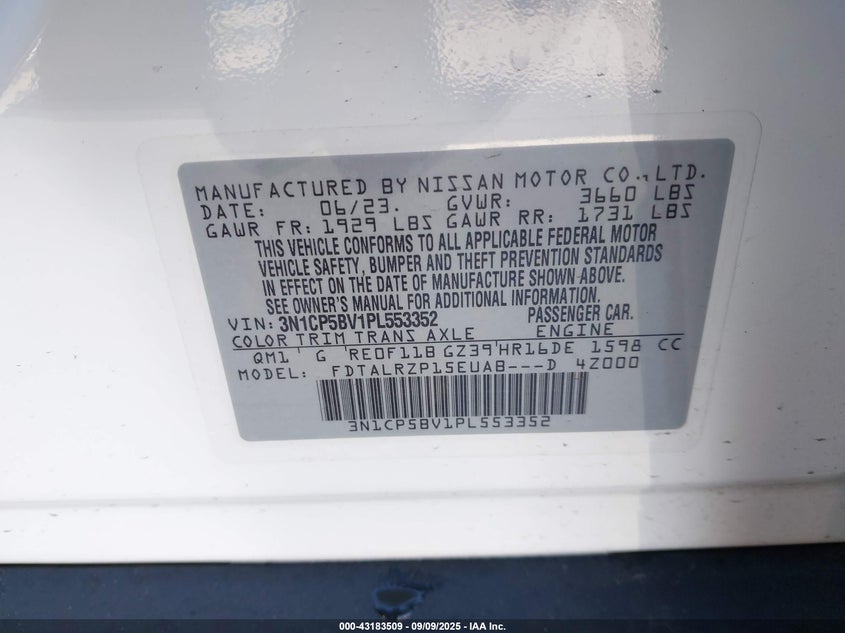 MANUFACTURED BY NISSAN MOTOR CO., LTD.
DATE: 06/23. GVWR: 3660 LBS
GAWR FR: 1929 LBS GAWR RR: 1731 LBS
THIS VEHICLE CONFORMS TO ALL APPLICABLE FEDERAL MOTOR
VEHICLE SAFETY, BUMPER AND THEFT PREVENTION STANDARDS
IN EFFECT ON THE DATE OF MANUFACTURE SHOWN ABOVE.
SEE OWNER'S MANUAL FOR ADDITIONAL INFORMATION.
VIN: 3N1CP5BV1PL553352 PASSENGER CAR.
COLOR TRIM TRANS AXLE ENGINE
QM1 G RE0F11B GZ39 HR16DE 1598 CC
MODEL: FDTALRZP15EUAB---D 4Z000
3N1CP5BV1PL553352
000-43183509 - 09/09/2025 - IAA Inc.